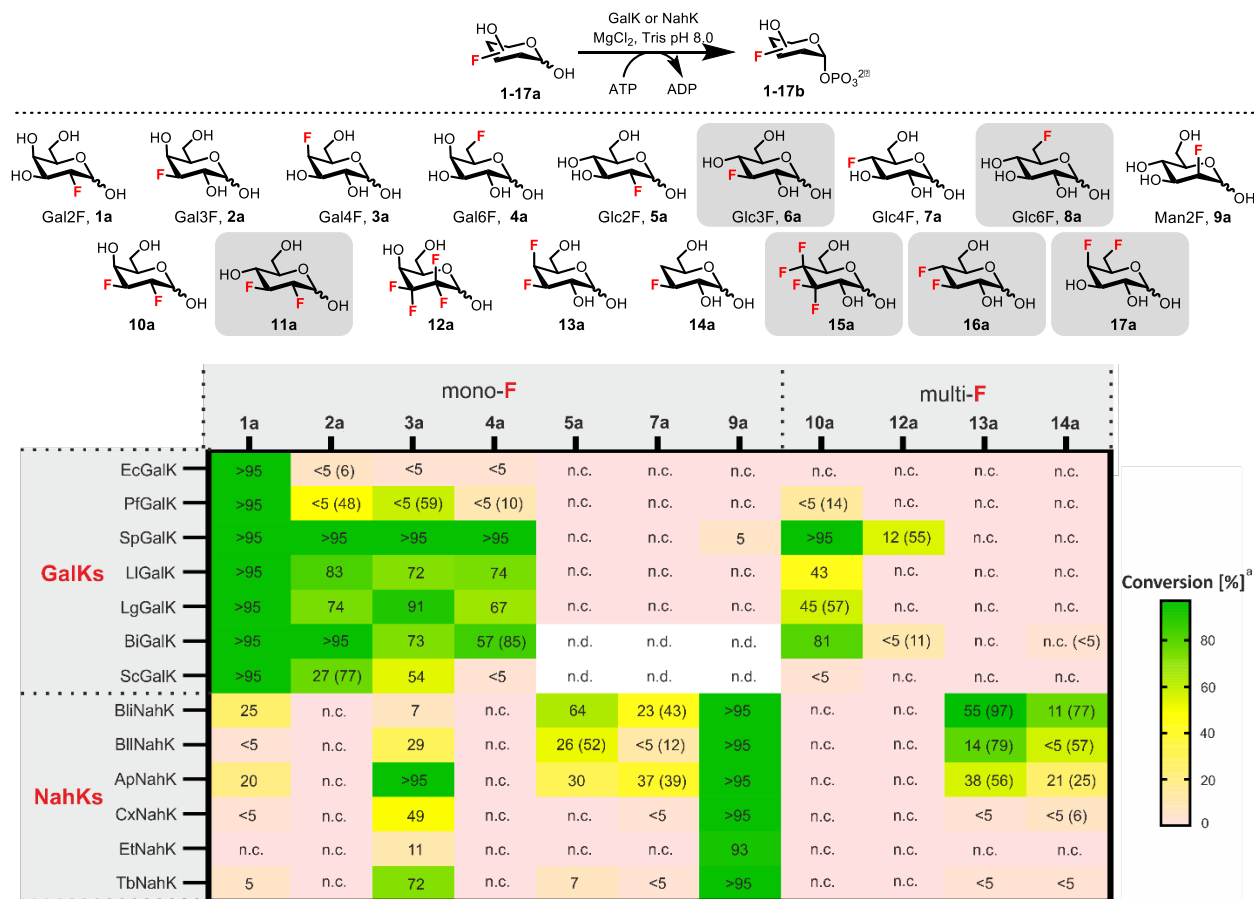 GalK or NahK
MgCl2, Tris pH 8.0
ATP ADP
HO O F OH
1-17a
HO O F OPO3 2-
1-17b
Gal2F, 1a Gal3F, 2a Gal4F, 3a Gal6F, 4a Glc2F, 5a Glc3F, 6a Glc4F, 7a Glc6F, 8a Man2F, 9a
10a 11a 12a 13a 14a 15a 16a 17a
mono-F multi-F
1a 2a 3a 4a 5a 7a 9a 10a 12a 13a 14a
GalKs
EcGalK >95 <5 (6) <5 <5 n.c. n.c. n.c. n.c. n.c. n.c. n.c.
PfGalK >95 <5 (48) <5 (59) <5 (10) n.c. n.c. n.c. <5 (14) n.c. n.c. n.c.
SpGalK >95 >95 >95 >95 n.c. n.c. 5 >95 12 (55) n.c. n.c.
LlGalK >95 83 72 74 n.c. n.c. n.c. 43 n.c. n.c. n.c.
LgGalK >95 74 91 67 n.c. n.c. n.c. 45 (57) n.c. n.c. n.c.
BiGalK >95 >95 73 57 (85) n.d. n.d. n.d. 81 <5 (11) n.c. n.c. (<5)
ScGalK >95 27 (77) 54 <5 n.d. n.d. n.d. <5 n.c. n.c. n.c.
NahKs
BliNahK 25 n.c. 7 n.c. 64 23 (43) >95 n.c. n.c. 55 (97) 11 (77)
BllNahK <5 n.c. 29 n.c. 26 (52) <5 (12) >95 n.c. n.c. 14 (79) <5 (57)
ApNahK 20 n.c. >95 n.c. 30 37 (39) >95 n.c. n.c. 38 (56) 21 (25)
CxNahK <5 n.c. 49 n.c. n.c. <5 >95 n.c. n.c. <5 <5 (6)
EtNahK n.c. n.c. 11 n.c. n.c. n.c. 93 n.c. n.c. n.c. n.c.
TbNahK 5 n.c. 72 n.c. 7 <5 >95 n.c. n.c. <5 <5
Conversion [%]a
80
60
40
20
0